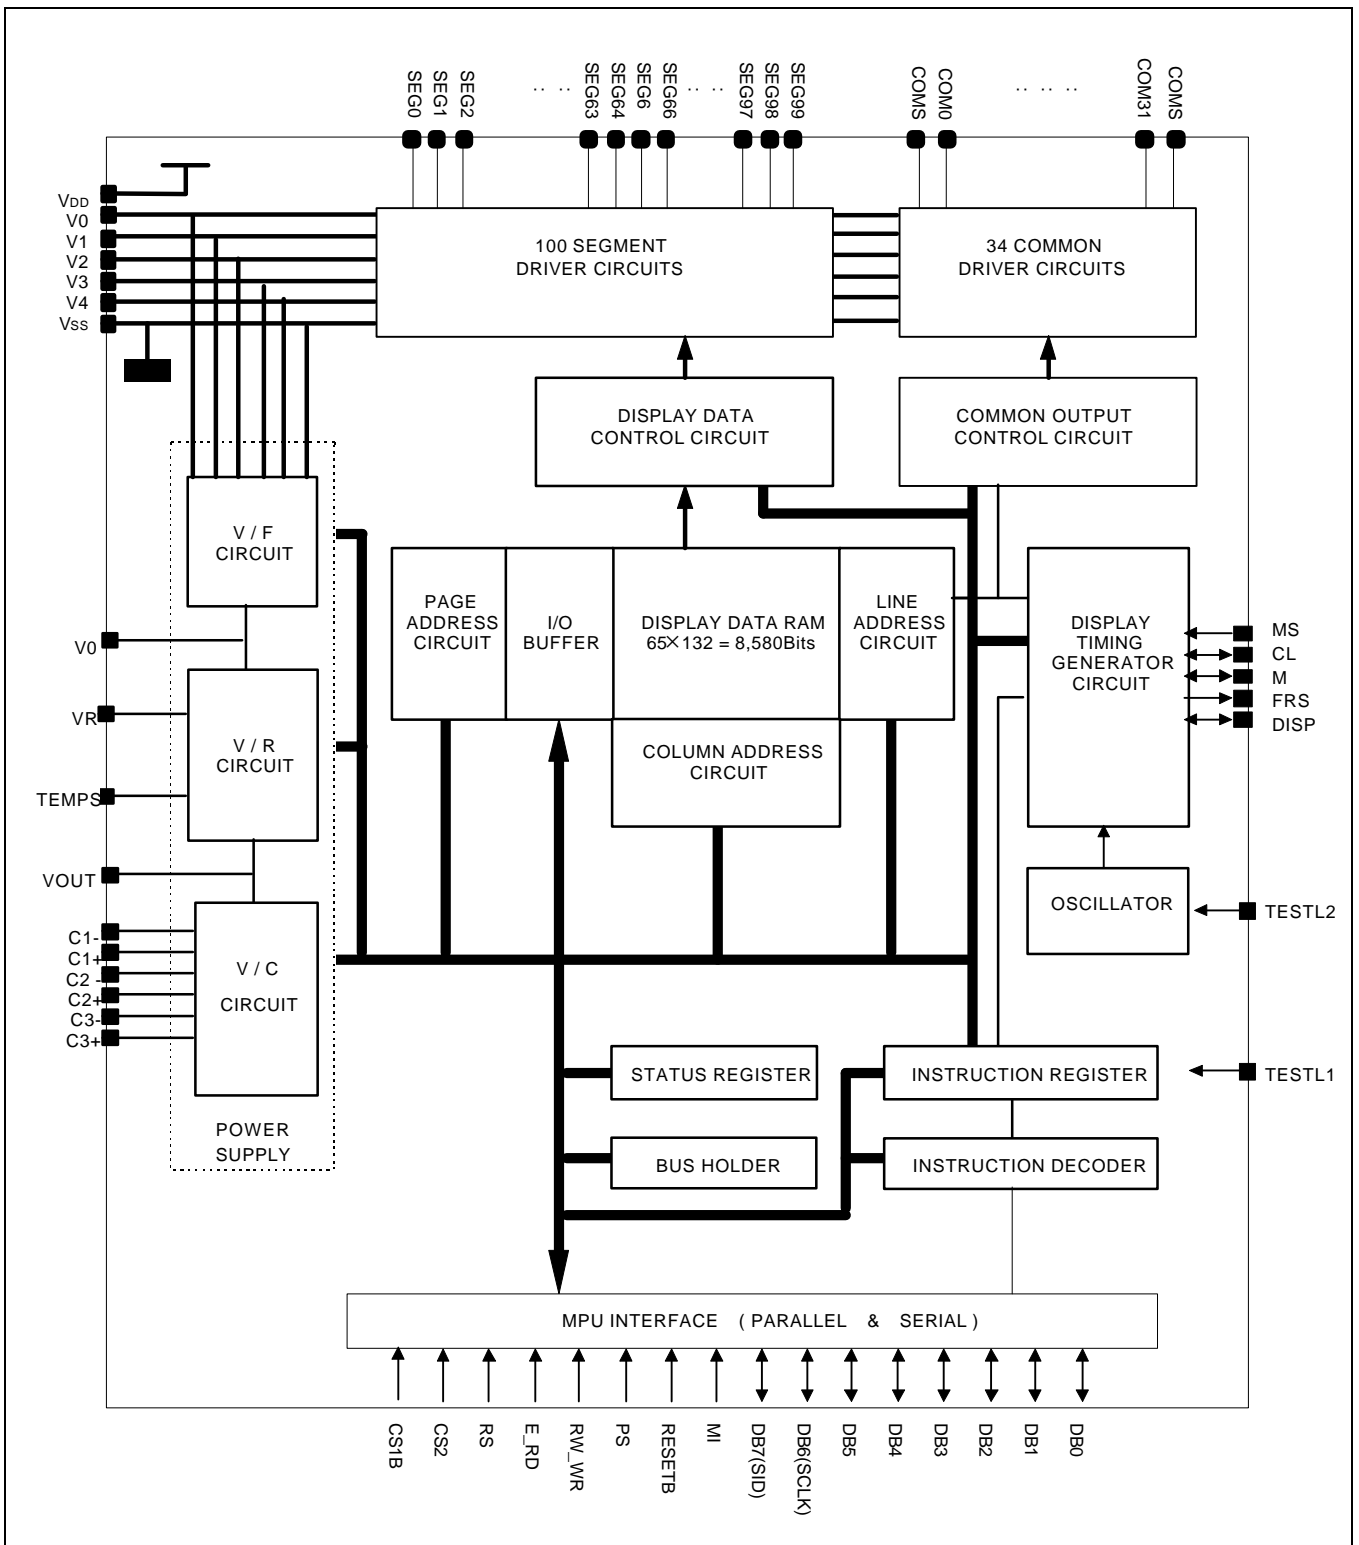 SEG0
SEG1
SEG2
.. ..
SEG63
SEG64
SEG6
SEG66
.. ..
SEG97
SEG98
SEG99
COMS
COM0
.. .. ..
COM31
COMS
VDD
V0
V1
V2
V3
V4
VSS
100 SEGMENT
DRIVER CIRCUITS
34 COMMON
DRIVER CIRCUITS
DISPLAY DATA
CONTROL CIRCUIT
COMMON OUTPUT
CONTROL CIRCUIT
V / F
CIRCUIT
PAGE
ADDRESS
CIRCUIT
I/O
BUFFER
DISPLAY DATA RAM
65×132 = 8,580Bits
LINE
ADDRESS
CIRCUIT
DISPLAY
TIMING
GENERATOR
CIRCUIT
MS
CL
M
FRS
DISP
V0
VR
V / R
CIRCUIT
TEMPS
COLUMN ADDRESS
CIRCUIT
VOUT
OSCILLATOR
TESTL2
C1-
C1+
C2 -
C2+
C3-
C3+
V / C
CIRCUIT
STATUS REGISTER
INSTRUCTION REGISTER
TESTL1
POWER
SUPPLY
BUS HOLDER
INSTRUCTION DECODER
MPU INTERFACE ( PARALLEL & SERIAL )
CS1B
CS2
RS
E_RD
RW_WR
PS
RESETB
MI
DB7(SID)
DB6(SCLK)
DB5
DB4
DB3
DB2
DB1
DB0